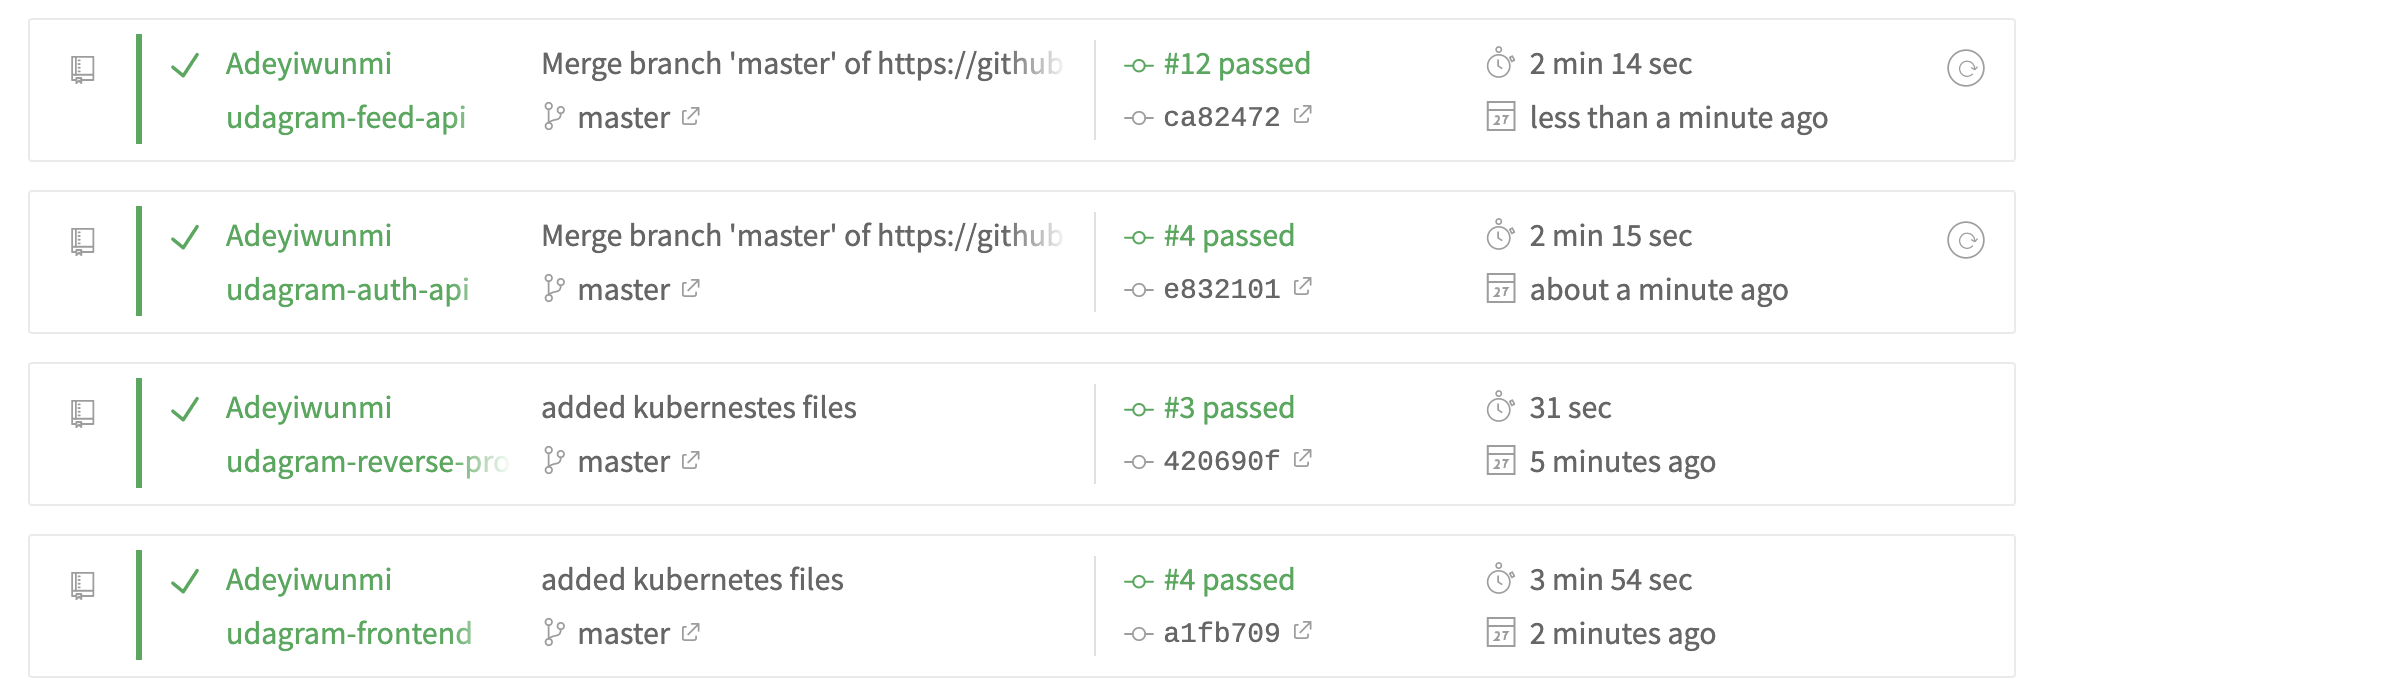 Adeyiwunmi Merge branch 'master' of https://github #12 passed 2 min 14 sec
udagram-feed-api master ca82472 27 less than a minute ago
Adeyiwunmi Merge branch 'master' of https://github #4 passed 2 min 15 sec
udagram-auth-api master e832101 27 about a minute ago
Adeyiwunmi added kubernestes files #3 passed 31 sec
udagram-reverse-pro master 420690f 27 5 minutes ago
Adeyiwunmi added kubernetes files #4 passed 3 min 54 sec
udagram-frontend master a1fb709 27 2 minutes ago